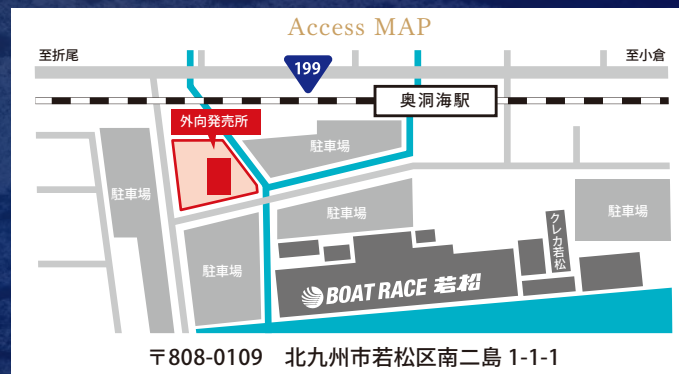 Access MAP
至折尾
199
至小倉
奥洞海駅
外向発売所
駐車場
駐車場
駐車場
駐車場
クレカ若松
駐車場
BOAT RACE 若松
〒808-0109 北九州市若松区南二島 1-1-1